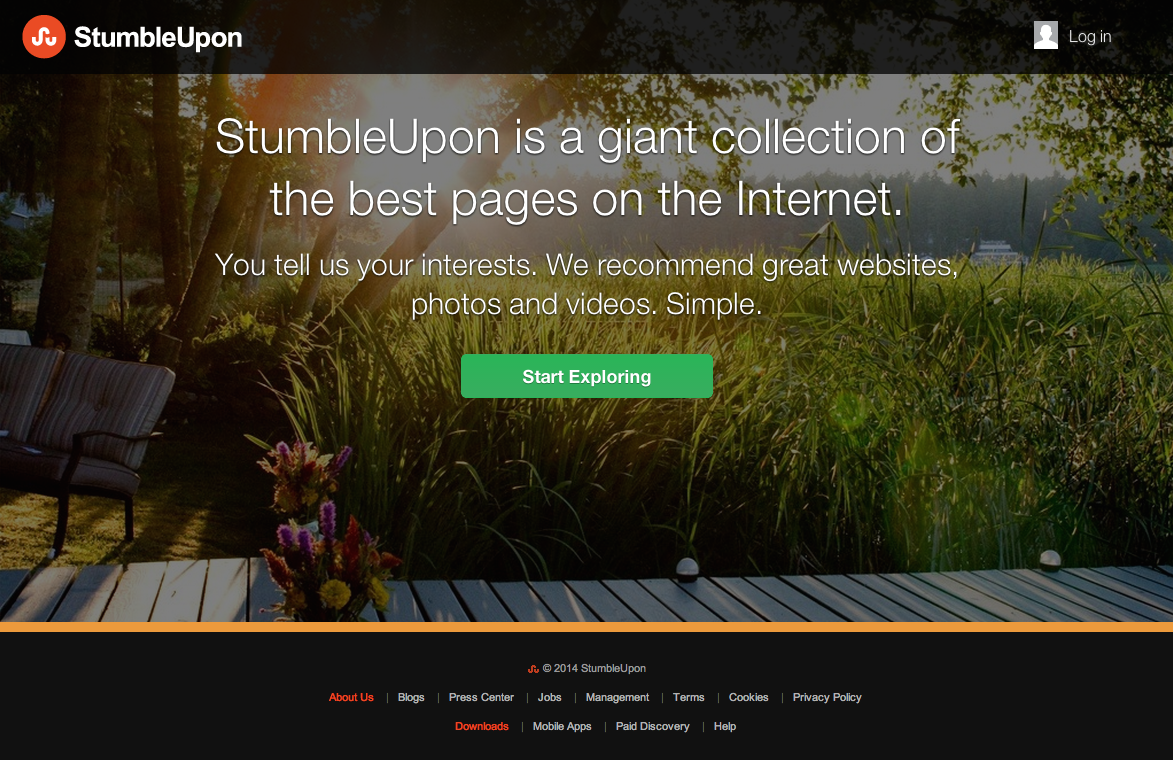 StumbleUpon
Log in
StumbleUpon is a giant collection of
the best pages on the Internet.
You tell us your interests. We recommend great websites,
photos and videos. Simple.
Start Exploring
© 2014 StumbleUpon
About Us | Blogs | Press Center | Jobs | Management | Terms | Cookies | Privacy Policy
Downloads | Mobile Apps | Paid Discovery | Help